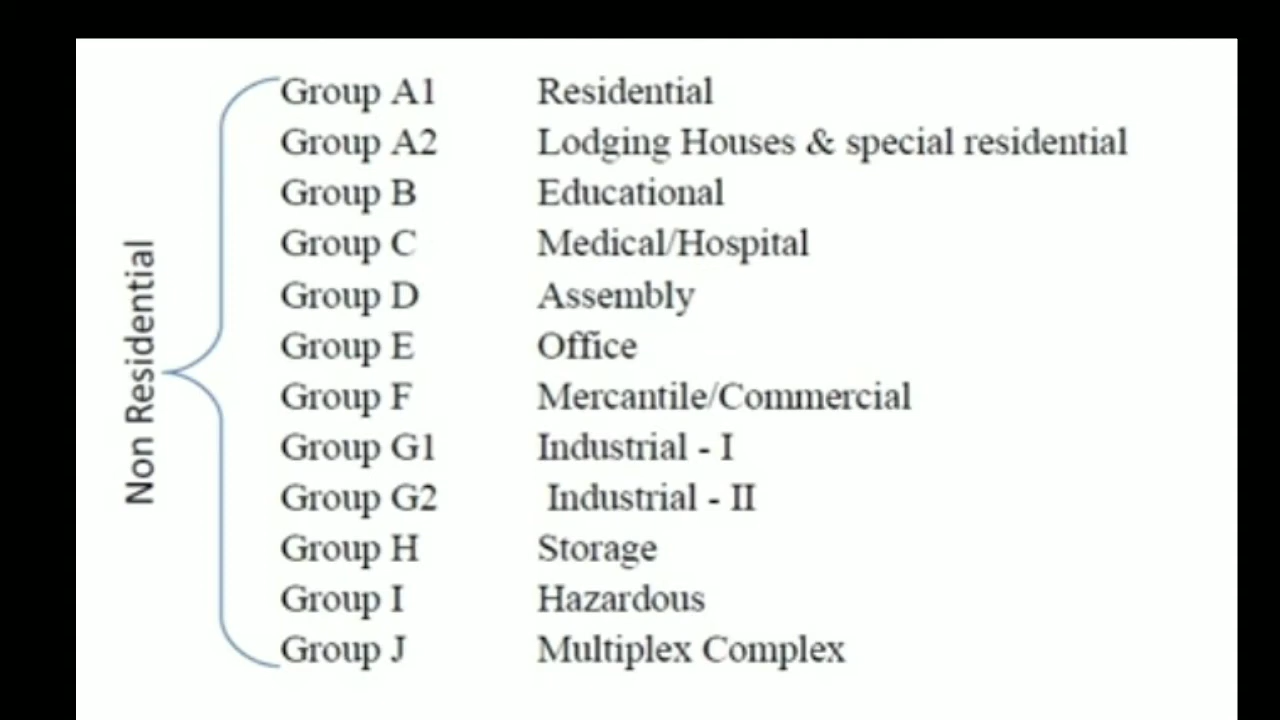 Non Residential
Group A1 Residential
Group A2 Lodging Houses & special residential
Group B Educational
Group C Medical/Hospital
Group D Assembly
Group E Office
Group F Mercantile/Commercial
Group G1 Industrial - I
Group G2 Industrial - II
Group H Storage
Group I Hazardous
Group J Multiplex Complex